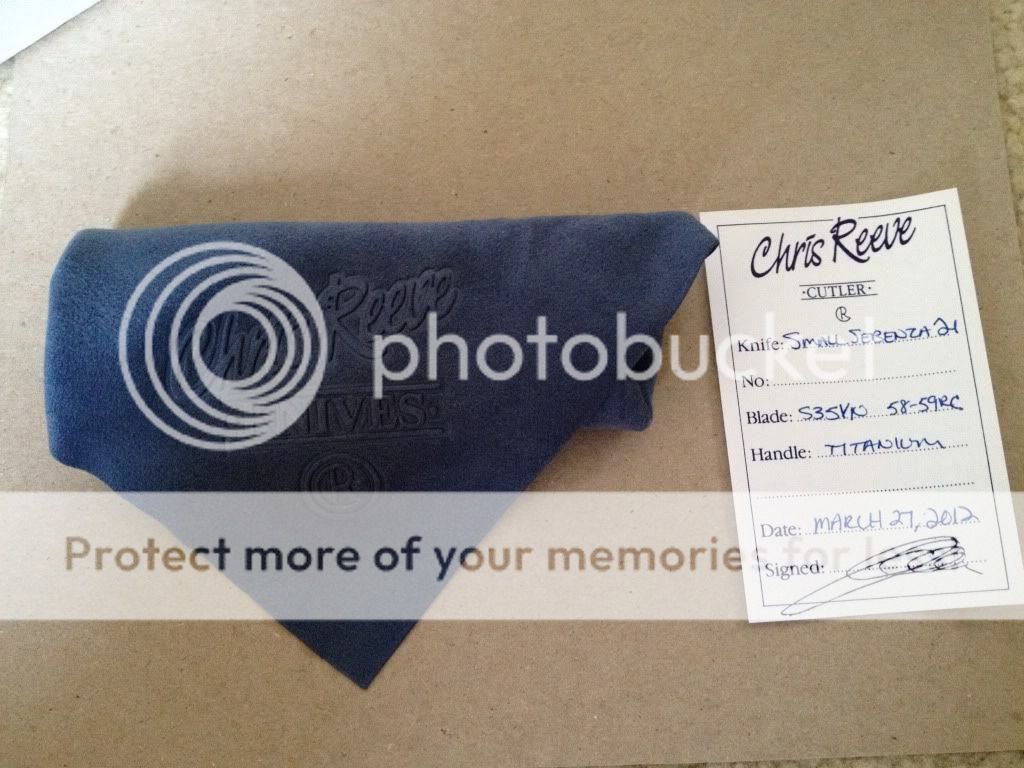 Chris Reeve
KNIVES
R
photobucket
Protect more of your memories for
Chris Reeve
·CUTLER·
R
Knife: SMALL SEBENZA 21
No:
Blade: S35VN 58-59RC
Handle: TITANIUM
Date: MARCH 27, 2012
Signed: